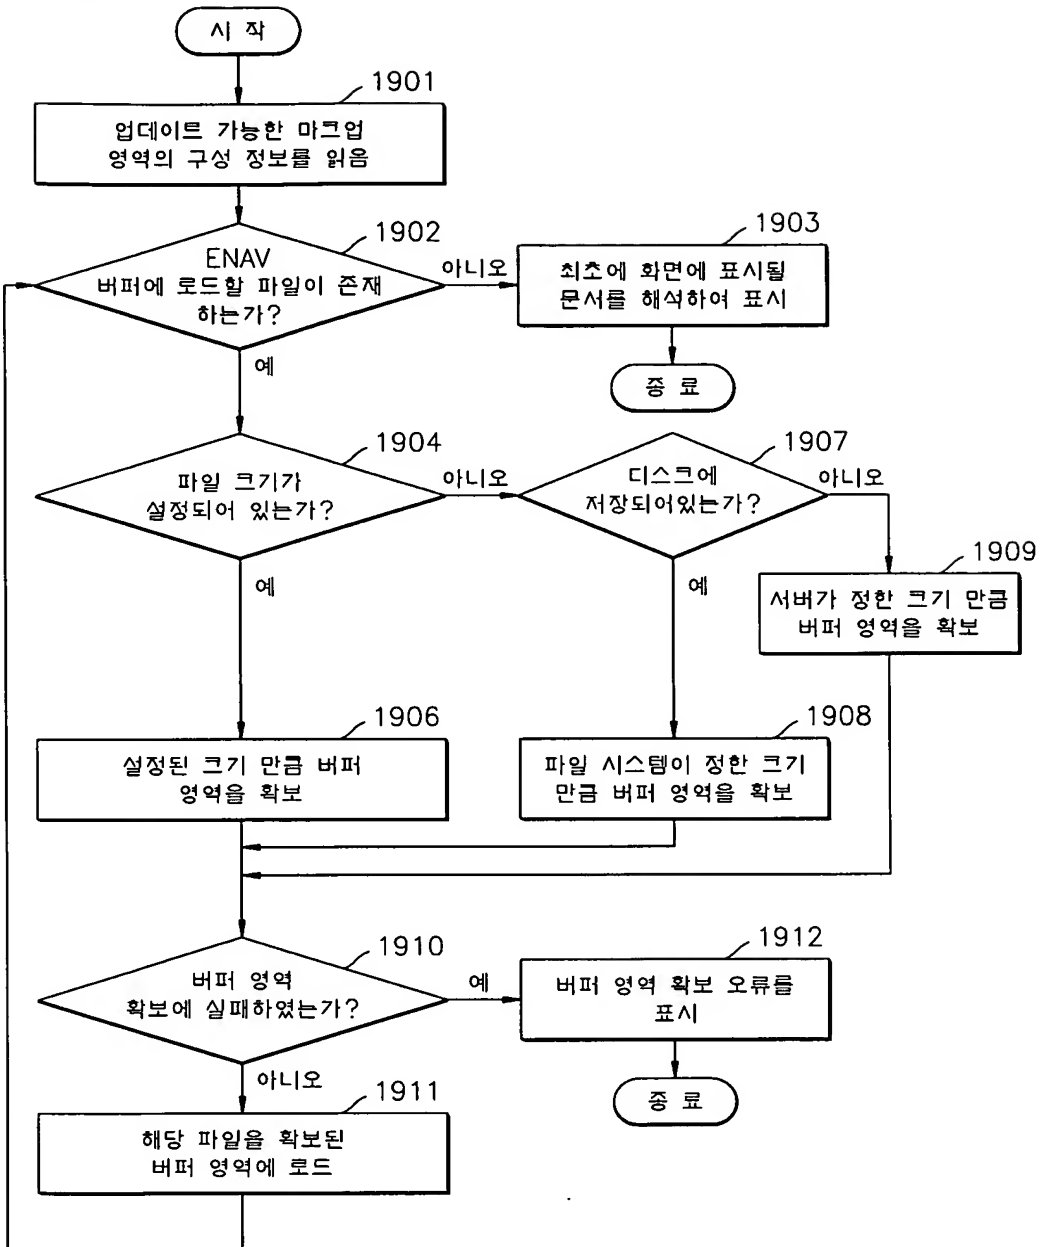 시 작
1901
업데이트 가능한 마크업
영역의 구성 정보를 읽음
1902
ENAV
버퍼에 로드할 파일이 존재
하는가?
아니오
1903
최초에 화면에 표시될
문서를 해석하여 표시
종 료
예
1904
파일 크기가
설정되어 있는가?
아니오
1907
디스크에
저장되어있는가?
아니오
예
예
1909
서버가 정한 크기 만큼
버퍼 영역을 확보
1906
설정된 크기 만큼 버퍼
영역을 확보
1908
파일 시스템이 정한 크기
만큼 버퍼 영역을 확보
1910
버퍼 영역
확보에 실패하였는가?
예
1912
버퍼 영역 확보 오류를
표시
종 료
아니오
1911
해당 파일을 확보된
버퍼 영역에 로드